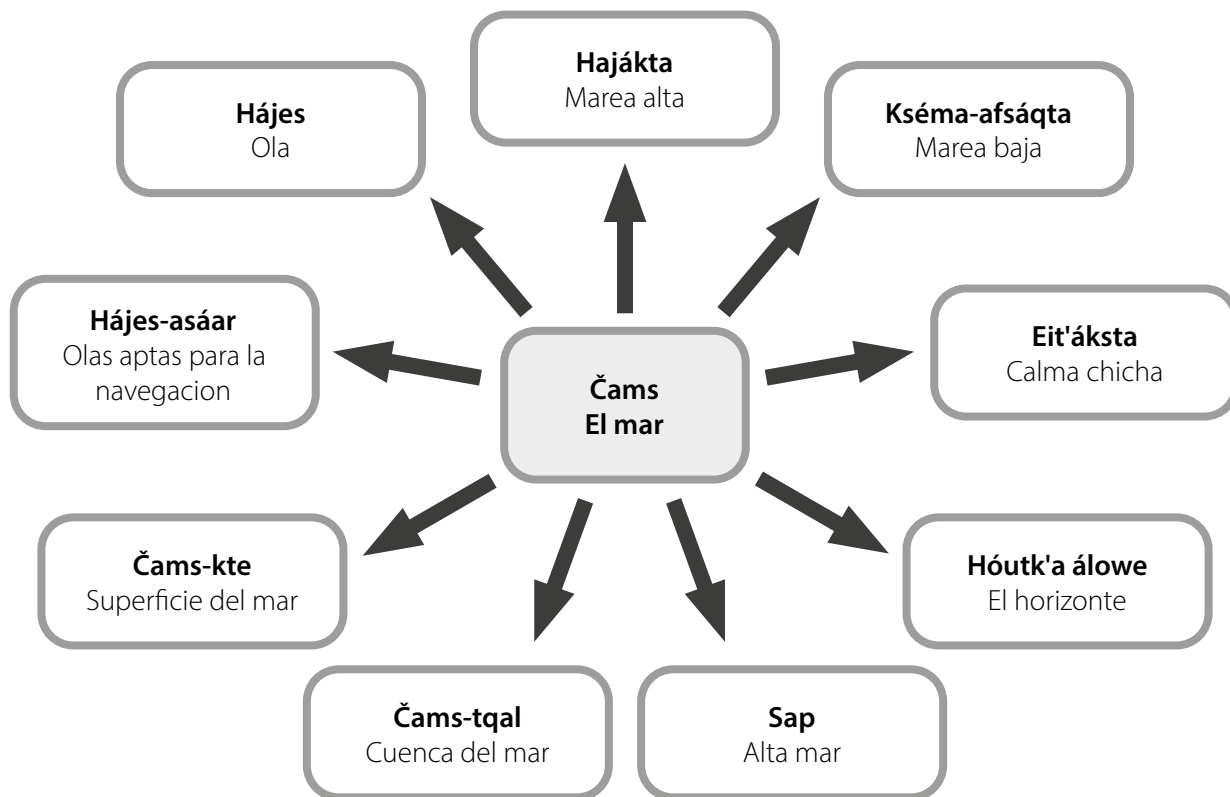 Hajákta
Marea alta
Hájes
Ola
Kséma-afsáqta
Marea baja
Hájes-asáar
Olas aptas para la
navegacion
Eit'áksta
Calma chicha
Čams
El mar
Čams-kte
Superficie del mar
Hóutk'a álowe
El horizonte
Čams-tqal
Cuenca del mar
Sap
Alta mar